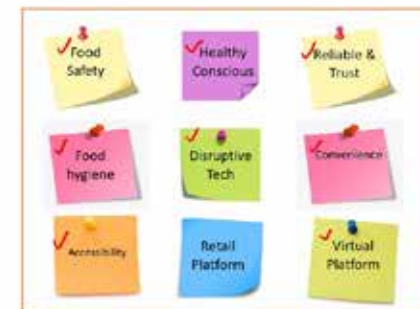 Food
Safety
Healthy
Conscious
Reliable &
Trust
Food
hygiene
Disruptive
Tech
Convenience
Accessibility
Retail
Platform
Virtual
Platform